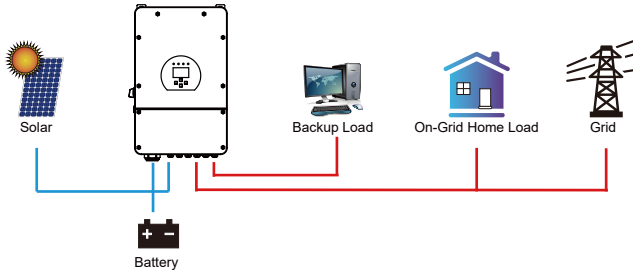 Solar
Backup Load
On-Grid Home Load
Grid
Battery